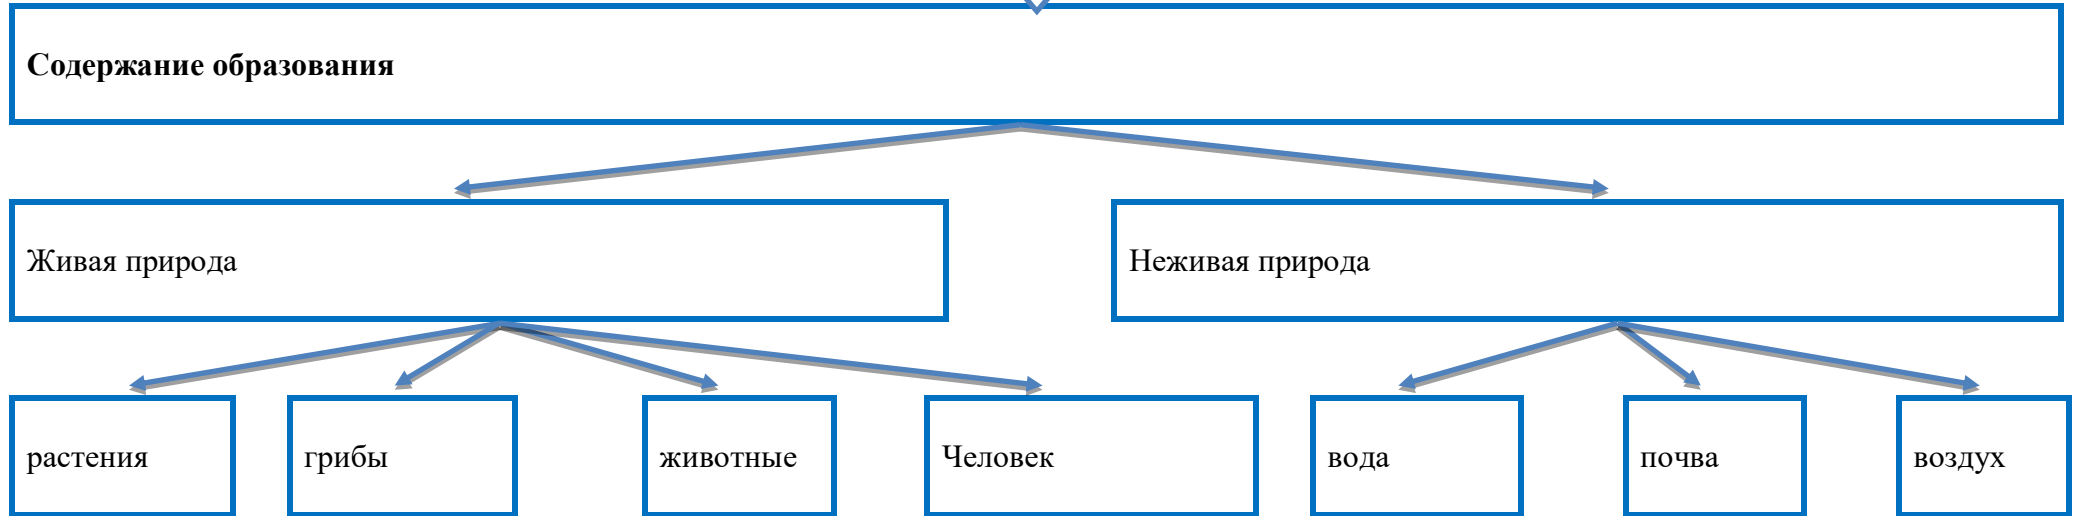 Содержание образования
Живая природа
Неживая природа
растения
грибы
животные
Человек
вода
почва
воздух